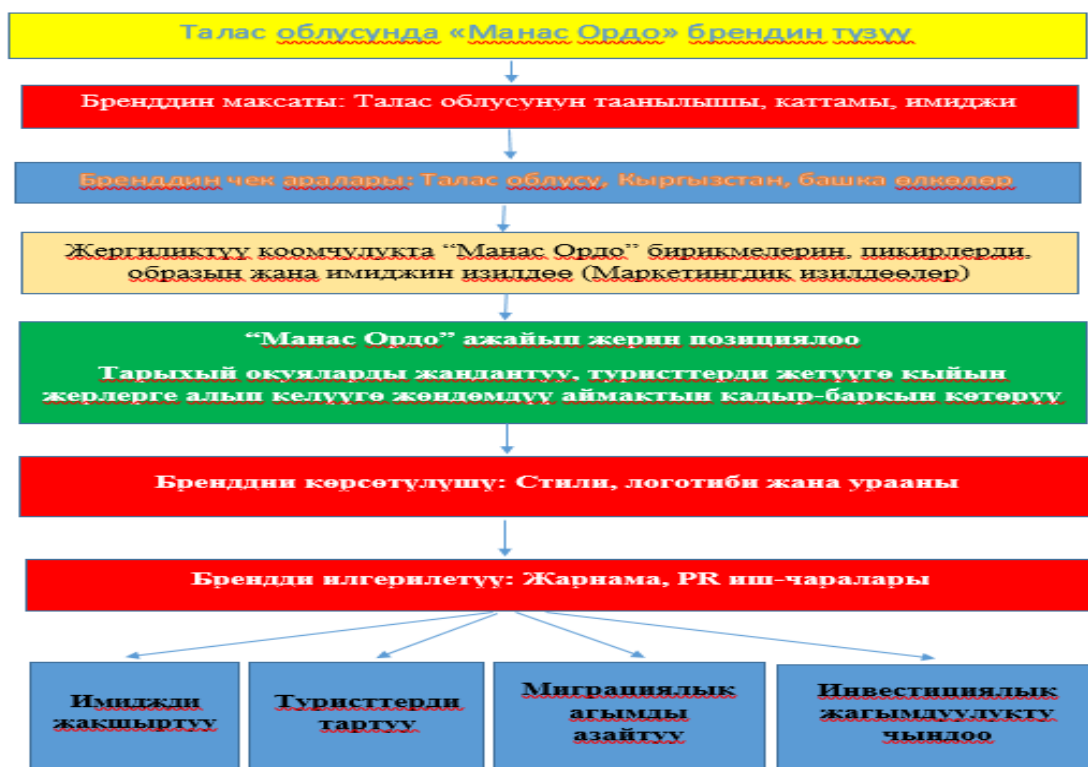 Талас облусунда «Манас Ордо» брендин түзүү
Бренддин максаты: Талас облусунун таанылышы, каттамы, имиджи
Бренддин чек аралары: Талас облусу, Кыргызстан, башка өлкөлөр
Жергиликтүү коомчулукта “Манас Ордо” бирикмелерин, пикирлерди,
образын жана имиджин изилдөө (Маркетингдик изилдөөлөр)
“Манас Ордо” ажайып жерин позициялоо
Тарыхый окуяларды жандантуу, туристтерди жетүүгө кыйын
жерлерге алып келүүгө жөндөмдүү аймактын кадыр-баркын көтөрүү
Бренддин көрсөтүлүшү: Стили, логотиби жана урааны
Брендди илгерилетүү: Жарнама, PR иш-чаралары
Имиджди
жакшыртуу
Туристтерди
тартуу
Миграциялык
агымды
азайтуу
Инвестициялык
жагымдуулукту
чындоо